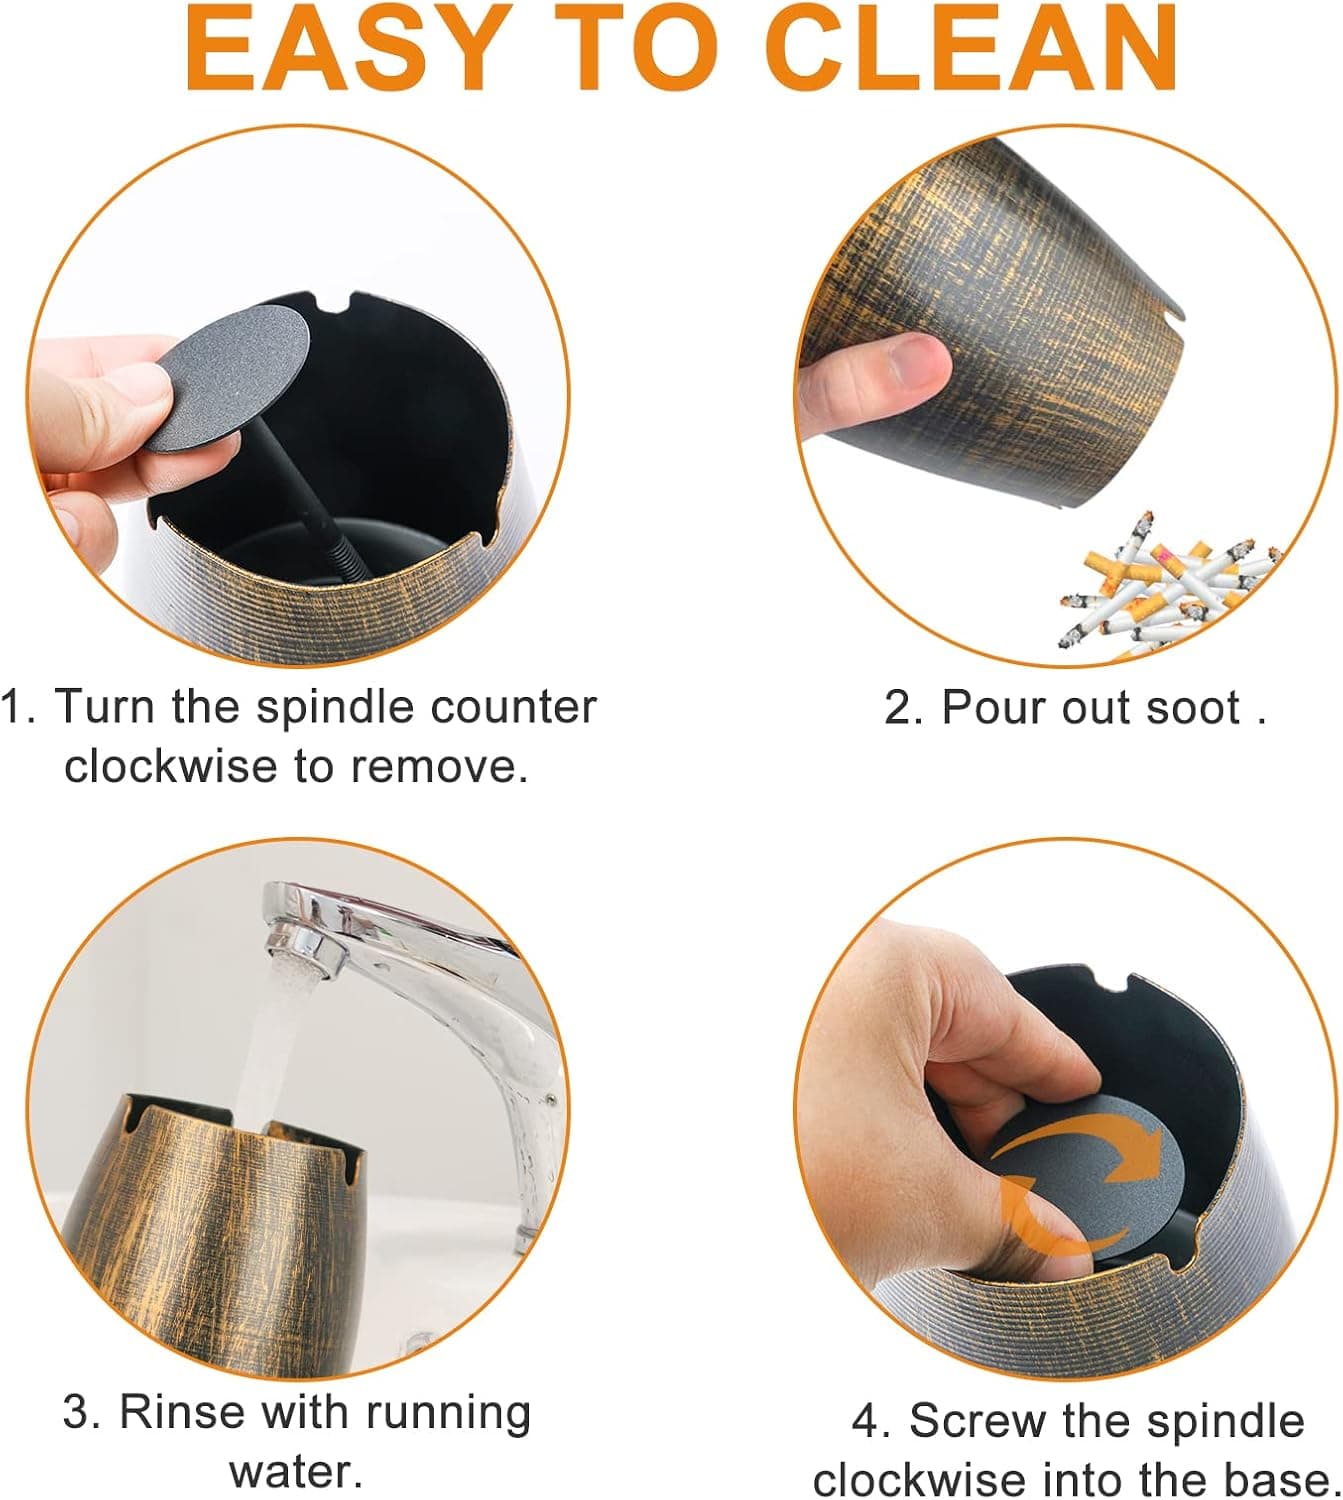 EASY TO CLEAN
1. Turn the spindle counter
clockwise to remove.
2. Pour out soot .
3. Rinse with running
water.
4. Screw the spindle
clockwise into the base.